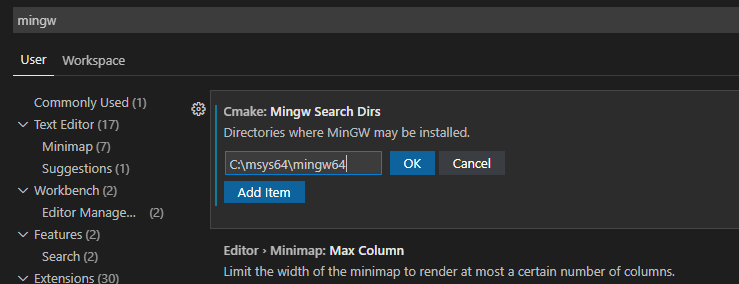 mingw
User Workspace
Commonly Used (1)
Text Editor (17)
Minimap (7)
Suggestions (1)
Workbench (2)
Editor Manage... (2)
Features (2)
Search (2)
Extensions (30)
Cmake: Mingw Search Dirs
Directories where MinGW may be installed.
C:\msys64\mingw64
OK Cancel
Add Item
Editor › Minimap: Max Column
Limit the width of the minimap to render at most a certain number of columns.